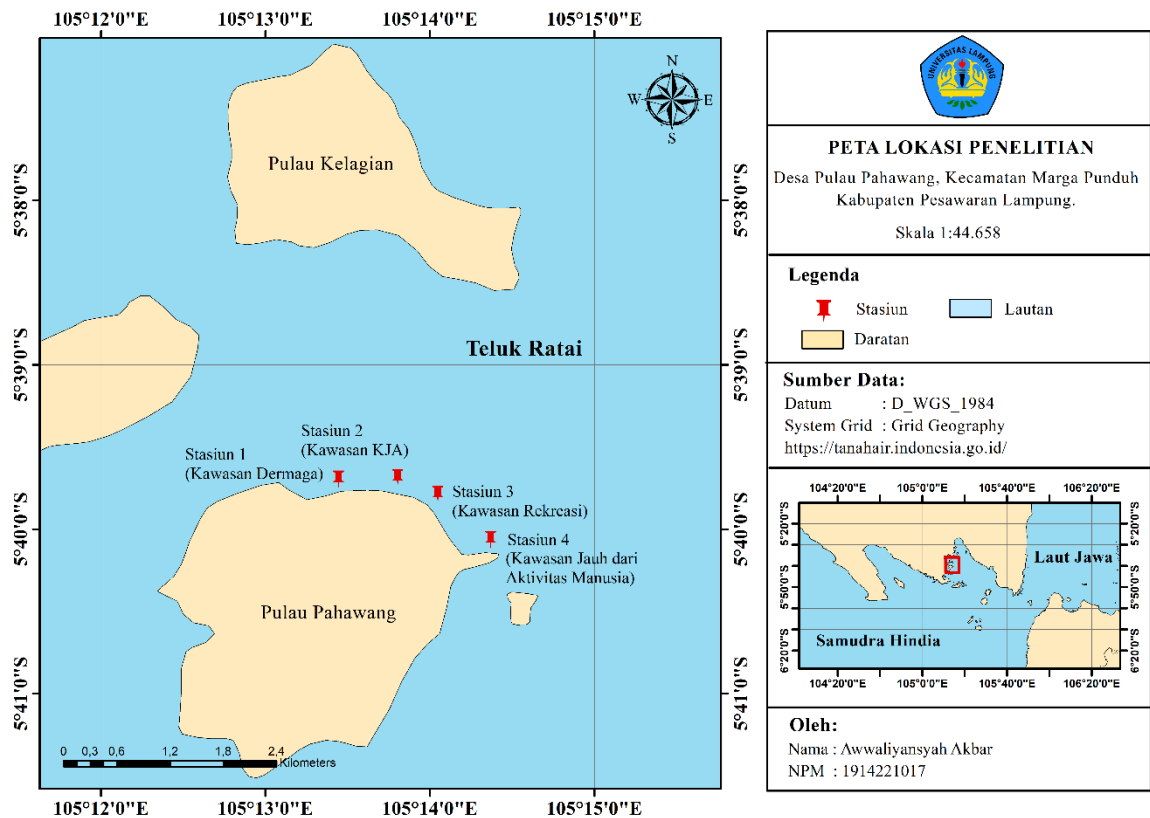 105°12'0"E 105°13'0"E 105°14'0"E 105°15'0"E
5°38'0"S
5°39'0"S
5°40'0"S
5°41'0"S
N
W E
S
Pulau Kelagian
Teluk Ratai
Stasiun 1
(Kawasan Dermaga)
Stasiun 2
(Kawasan KJA)
Stasiun 3
(Kawasan Rekreasi)
Stasiun 4
(Kawasan Jauh dari
Aktivitas Manusia)
Pulau Pahawang
0 0,3 0,6 1,2 1,8 2,4
Kilometers
5°38'0"S
5°39'0"S
5°40'0"S
5°41'0"S
105°12'0"E 105°13'0"E 105°14'0"E 105°15'0"E
UNIVERSITAS LAMPUNG
PETA LOKASI PENELITIAN
Desa Pulau Pahawang, Kecamatan Marga Punduh
Kabupaten Pesawaran Lampung.
Skala 1:44.658
Legenda
Stasiun Lautan
Daratan
Sumber Data:
Datum : D_WGS_1984
System Grid : Grid Geography
https://tanahair.indonesia.go.id/
104°20'0"E 105°0'0"E 105°40'0"E 106°20'0"E
5°20'0"S
5°50'0"S
6°20'0"S
Laut Jawa
Samudra Hindia
5°20'0"S
5°50'0"S
6°20'0"S
104°20'0"E 105°0'0"E 105°40'0"E 106°20'0"E
Oleh:
Nama : Awwaliyansyah Akbar
NPM : 1914221017